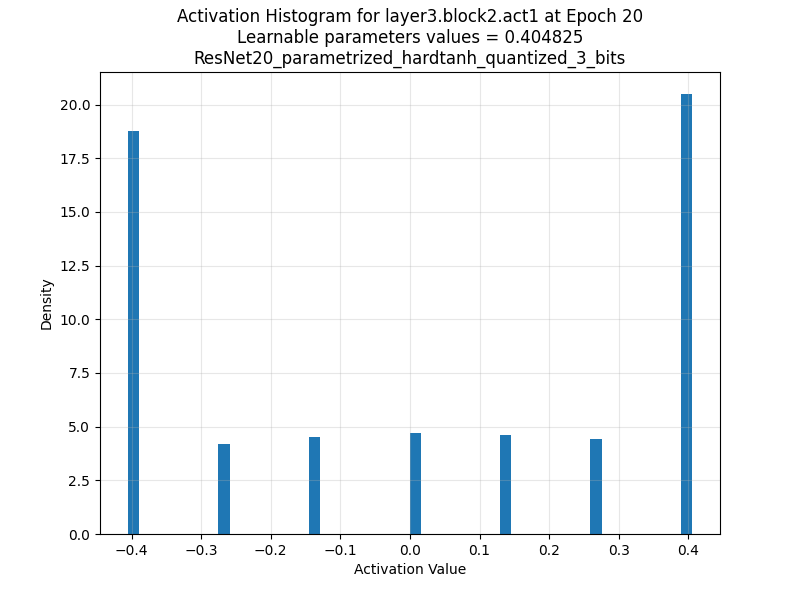 Activation Histogram for layer3.block2.act1 at Epoch 20
Learnable parameters values = 0.404825
ResNet20_parametrized_hardtanh_quantized_3_bits
20.0
17.5
15.0
12.5
10.0
7.5
5.0
2.5
0.0
Density
−0.4 −0.3 −0.2 −0.1 0.0 0.1 0.2 0.3 0.4
Activation Value